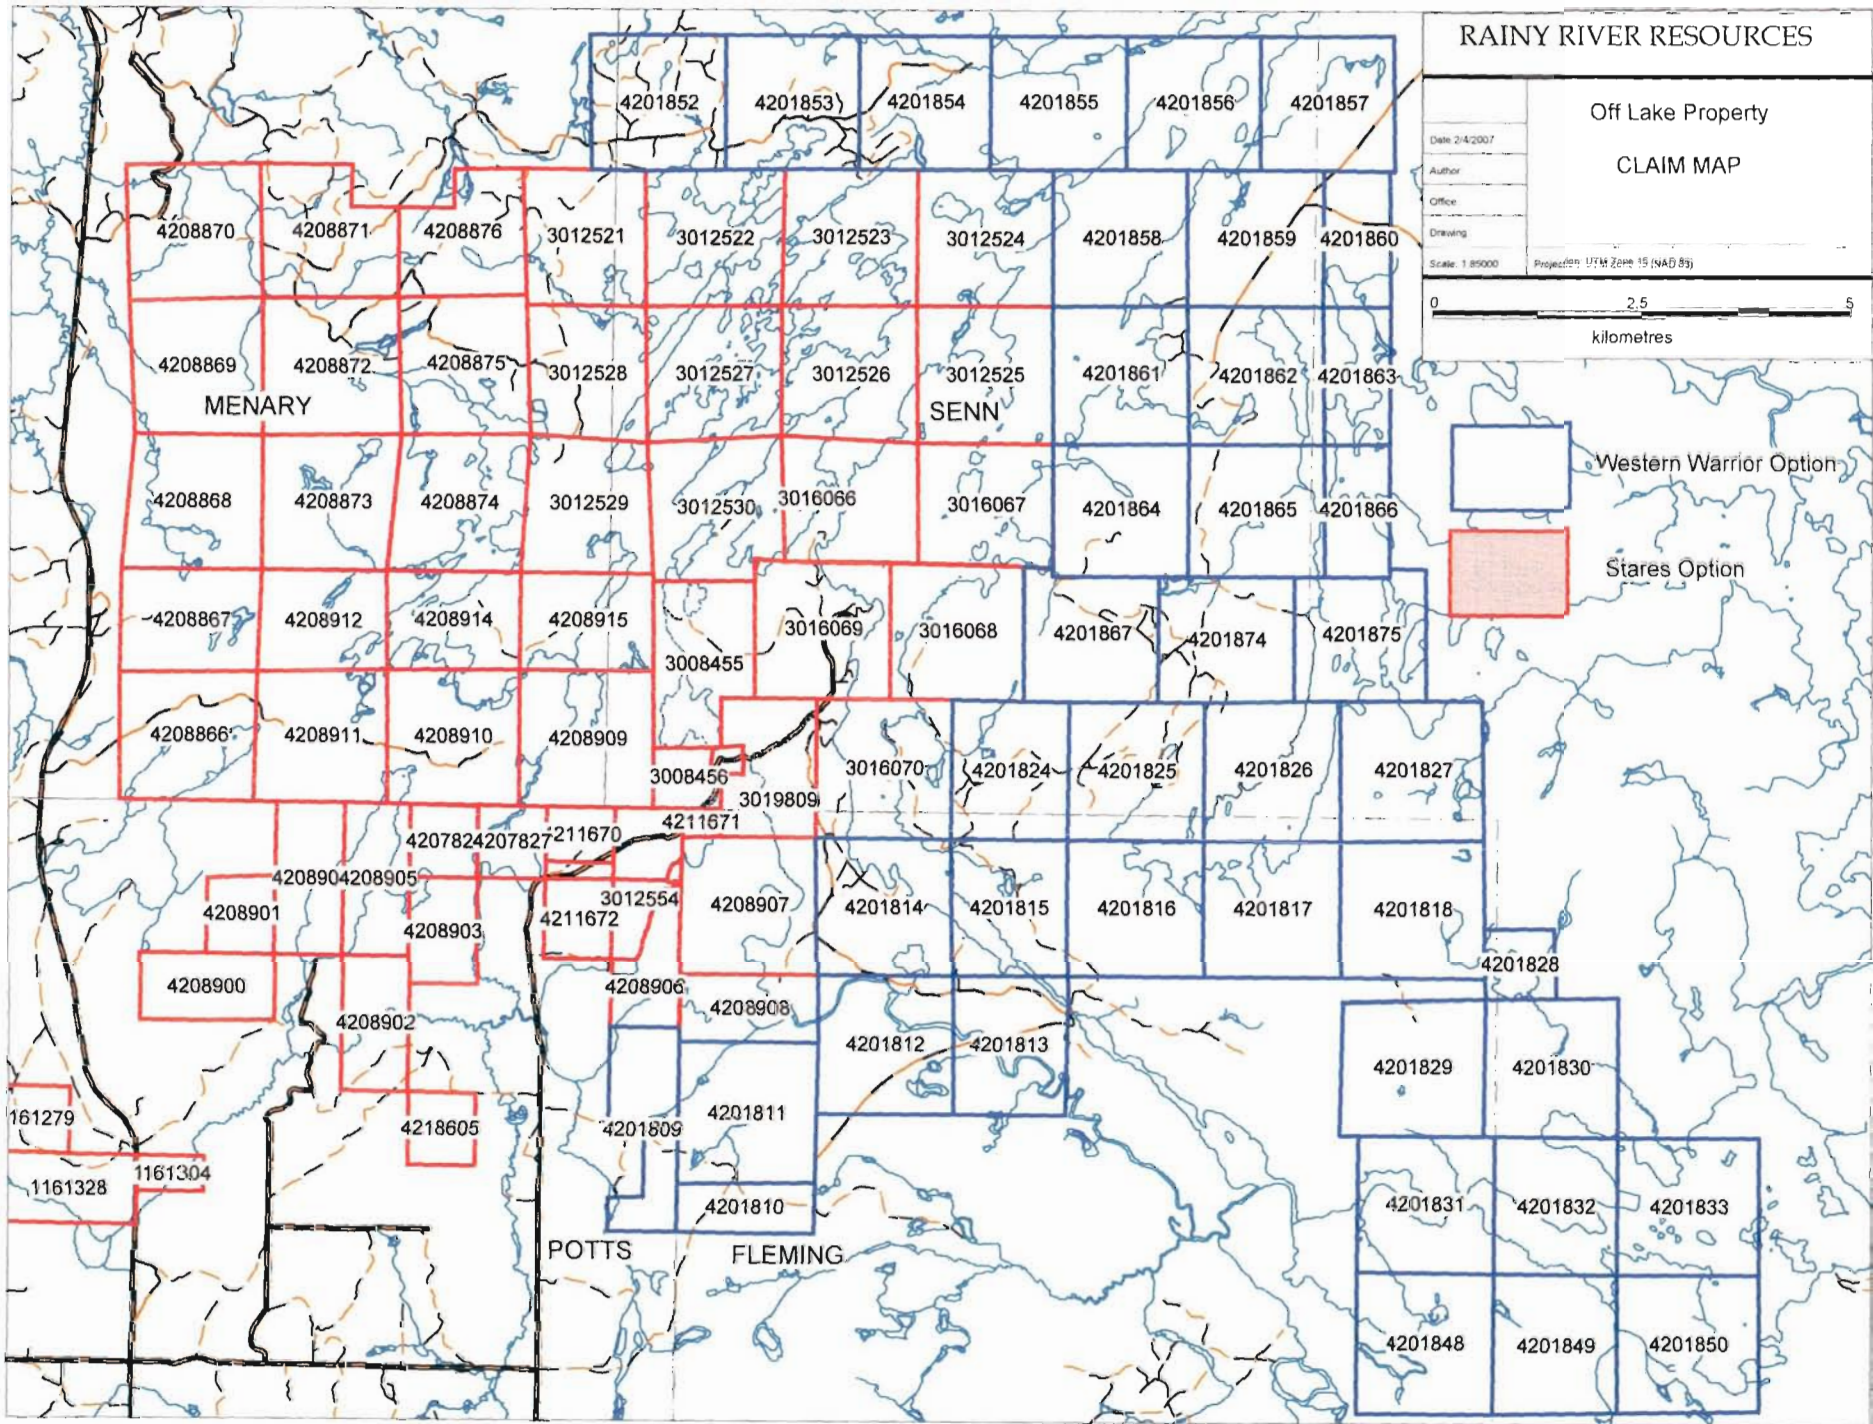 RAINY RIVER RESOURCES
Off Lake Property
CLAIM MAP
Date 2/4/2007
Author
Office
Drawing
Scale: 1:85000
0 2.5 5
kilometres
Western Warrior Option
Stares Option
4201852 4201853 4201854 4201855 4201856 4201857
4208870 4208871 4208876 3012521 3012522 3012523 3012524 4201858 4201859 4201860
4208869 4208872 4208875 3012528 3012527 3012526 3012525 4201861 4201862 4201863
MENARY SENN
4208868 4208873 4208874 3012529 3012530 3016066 3016067 4201864 4201865 4201866
4208867 4208912 4208914 4208915 3008455 3016069 3016068 4201867 4201874 4201875
4208866 4208911 4208910 4208909 3008456 3019809 3016070 4201824 4201825 4201826 4201827
4211671
4207824 4207827 4211670
4208904 4208905
4208901 4208903 4211672 3012554 4208907 4201814 4201815 4201816 4201817 4201818
4201828
4208900 4208906 4208908
4208902 4201812 4201813 4201829 4201830
161279 4218605 4201809 4201811
1161328 1161304 4201810 4201831 4201832 4201833
POTTS FLEMING
4201848 4201849 4201850